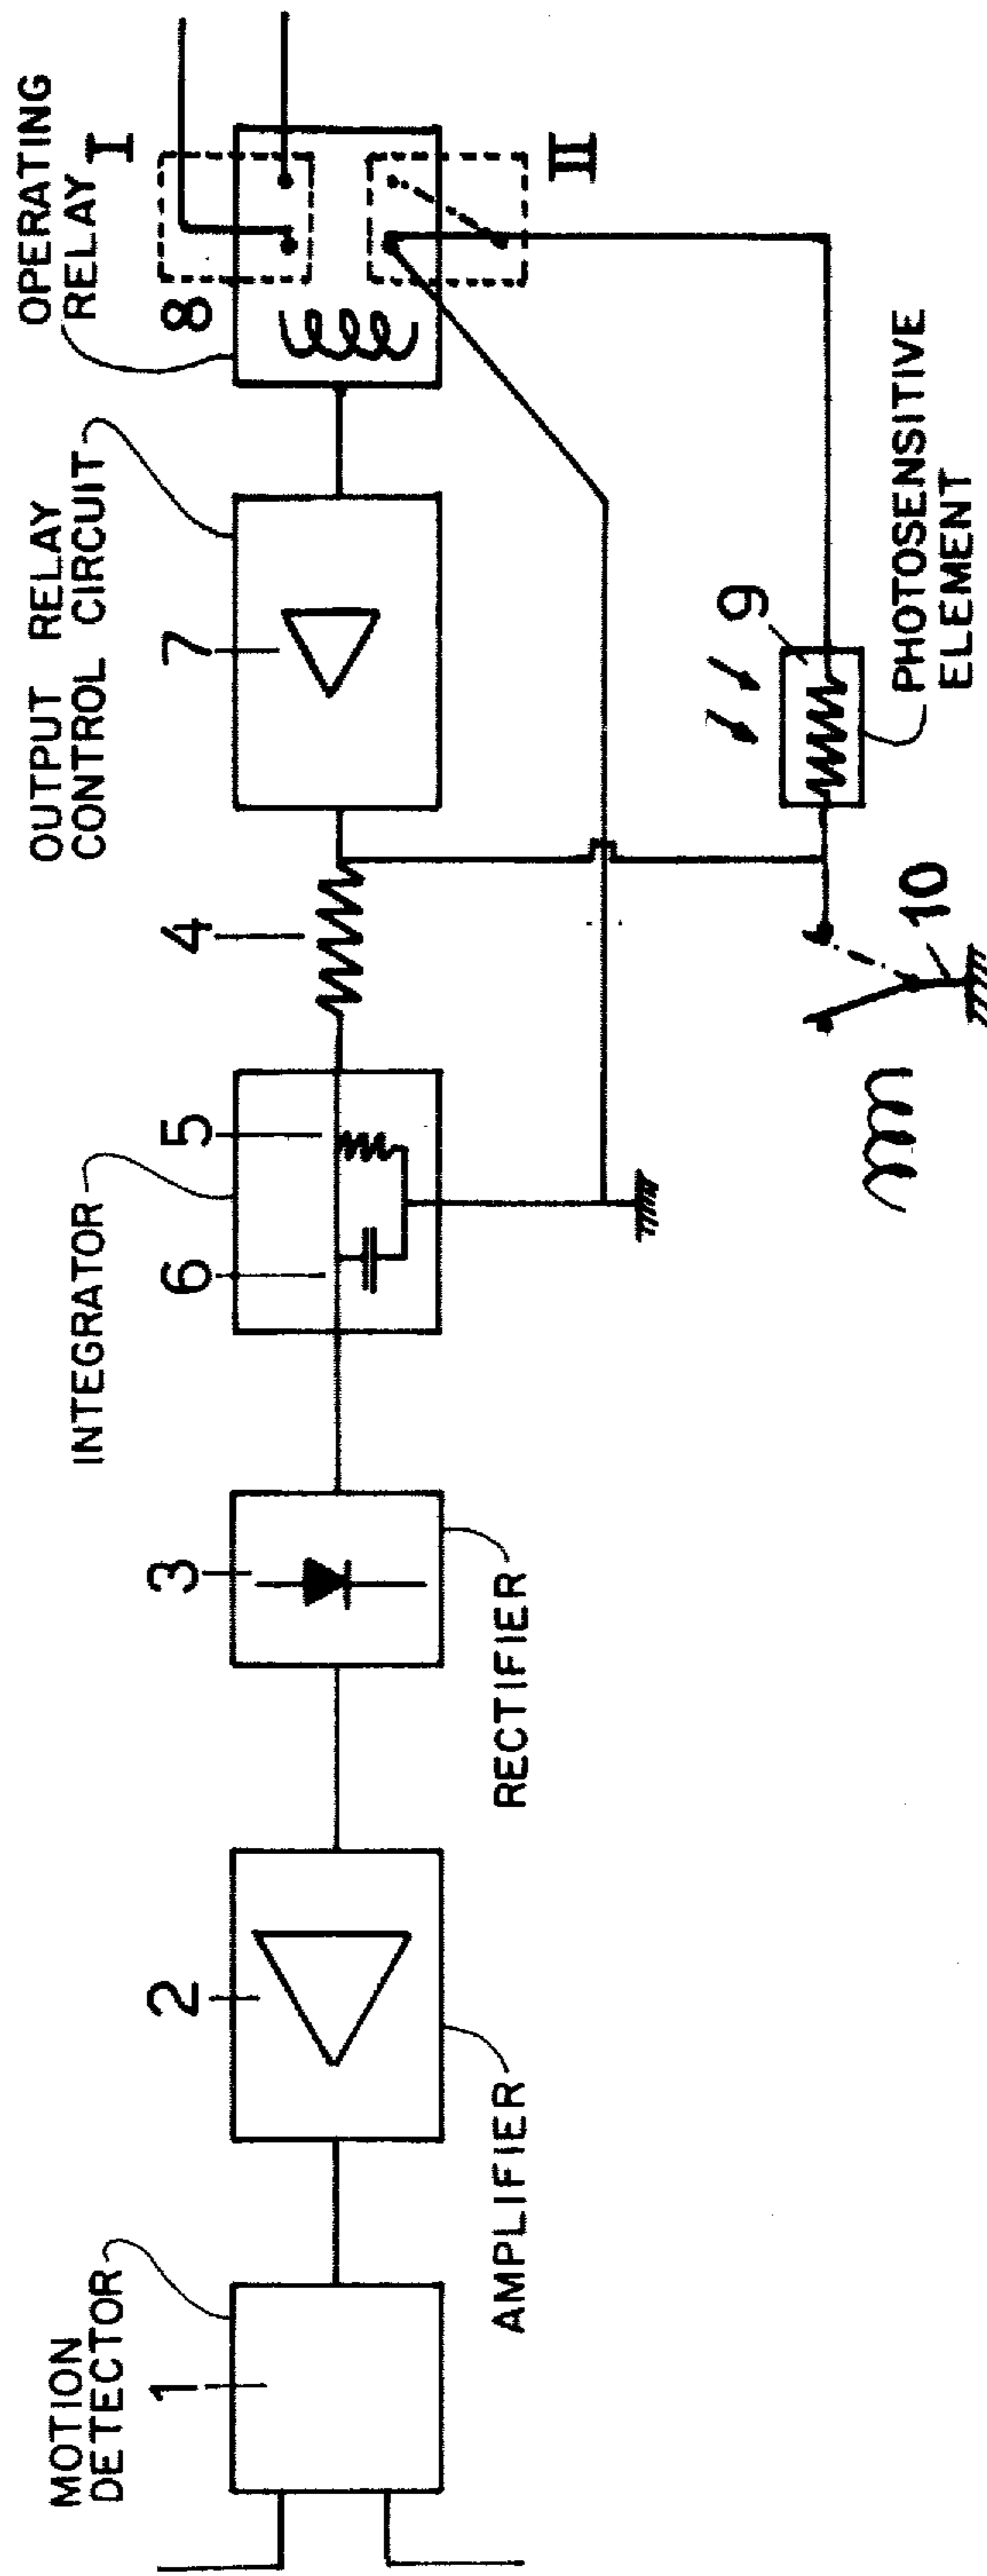 MOTION
DETECTOR
1
2
AMPLIFIER
3
RECTIFIER
INTEGRATOR
6
5
4
OUTPUT RELAY
CONTROL CIRCUIT
7
OPERATING
RELAY
8
I
II
9
PHOTOSENSITIVE
ELEMENT
10